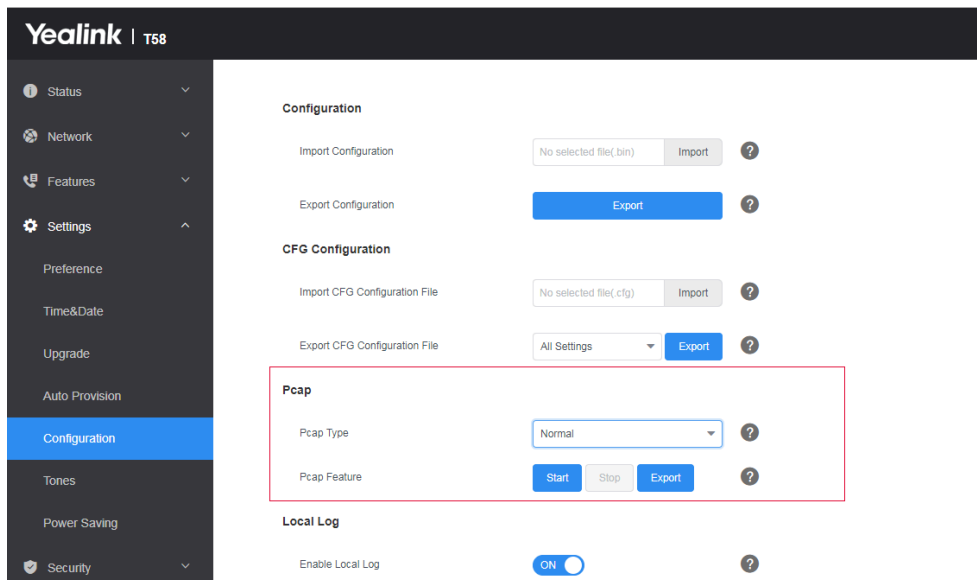 Yealink | T58
Status
Network
Features
Settings
Preference
Time&Date
Upgrade
Auto Provision
Configuration
Tones
Power Saving
Security
Configuration
Import Configuration No selected file(.bin) Import ?
Export Configuration Export ?
CFG Configuration
Import CFG Configuration File No selected file(.cfg) Import ?
Export CFG Configuration File All Settings Export ?
Pcap
Pcap Type Normal ?
Pcap Feature Start Stop Export ?
Local Log
Enable Local Log ON ?